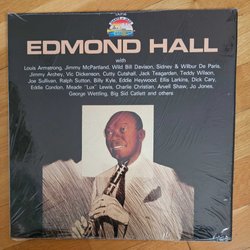 EDMOND HALL
with
Louis Armstrong, Jimmy McPartland, Wild Bill Davison, Sidney & Wilbur De Paris,
Jimmy Archey, Vic Dickenson, Cutty Cutshall, Jack Teagarden, Teddy Wilson,
Joe Sullivan, Ralph Sutton, Billy Kyle, Eddie Heywood, Ellis Larkins, Dick Cary,
Eddie Condon, Meade "Lux" Lewis, Charlie Christian, Arvell Shaw, Jo Jones,
George Wettling, Big Sid Catlett and others